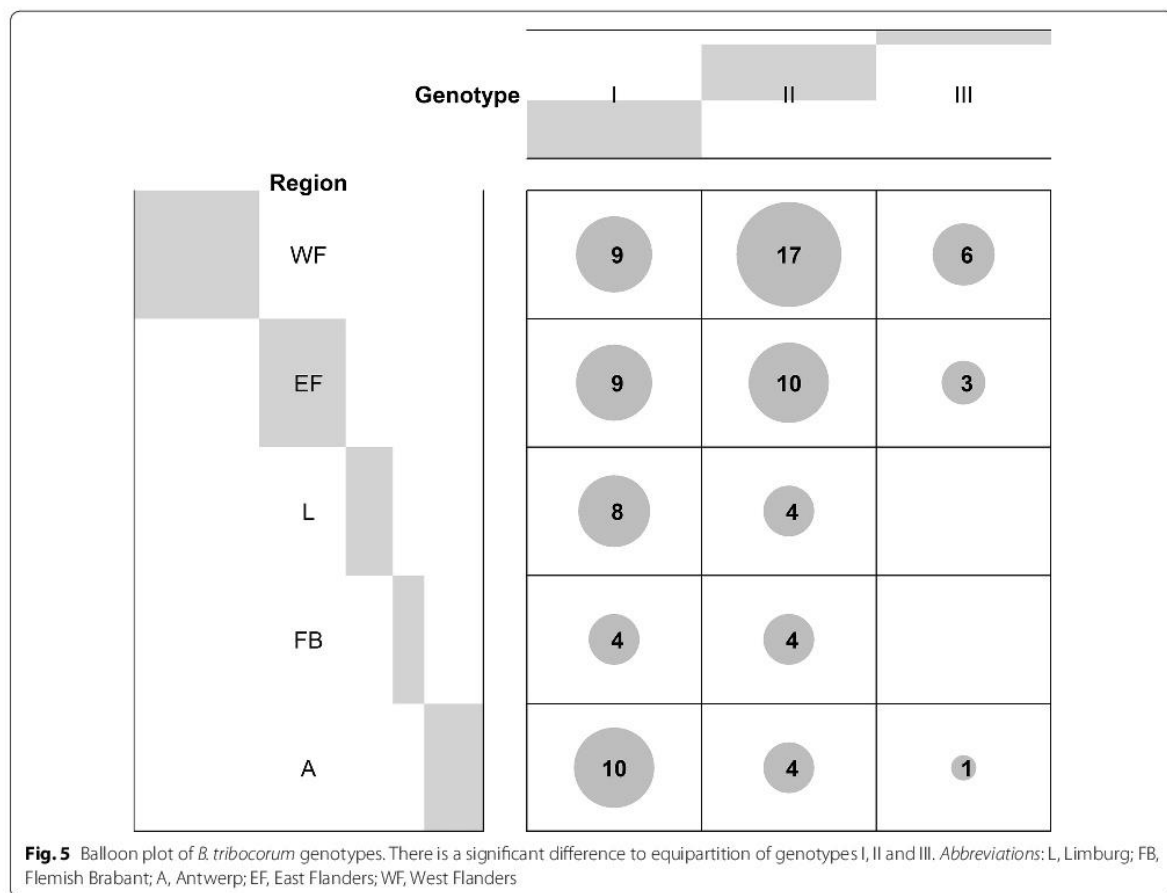 Genotype I II III
Region
WF 9 17 6
EF 9 10 3
L 8 4
FB 4 4
A 10 4 1
Fig. 5 Balloon plot of B. tribocorum genotypes. There is a significant difference to equipartition of genotypes I, II and III. Abbreviations: L, Limburg; FB,
Flemish Brabant; A, Antwerp; EF, East Flanders; WF, West Flanders